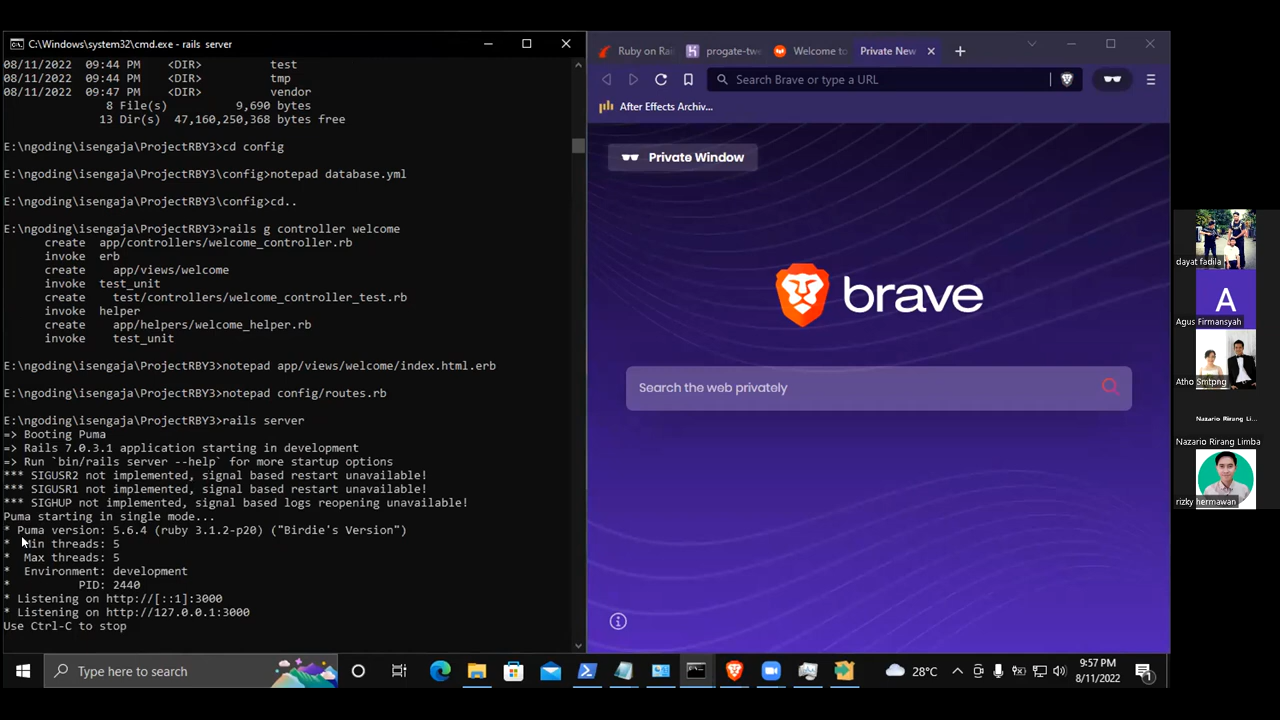 C:\Windows\system32\cmd.exe - rails server
08/11/2022 09:44 PM <DIR> test
08/11/2022 09:44 PM <DIR> tmp
08/11/2022 09:47 PM <DIR> vendor
8 File(s) 9,690 bytes
13 Dir(s) 47,160,250,368 bytes free
E:\ngoding\isengaja\ProjectRBY3>cd config
E:\ngoding\isengaja\ProjectRBY3\config>notepad database.yml
E:\ngoding\isengaja\ProjectRBY3\config>cd..
E:\ngoding\isengaja\ProjectRBY3>rails g controller welcome
create app/controllers/welcome_controller.rb
invoke erb
create app/views/welcome
invoke test_unit
create test/controllers/welcome_controller_test.rb
invoke helper
create app/helpers/welcome_helper.rb
invoke test_unit
E:\ngoding\isengaja\ProjectRBY3>notepad app/views/welcome/index.html.erb
E:\ngoding\isengaja\ProjectRBY3>notepad config/routes.rb
E:\ngoding\isengaja\ProjectRBY3>rails server
=> Booting Puma
=> Rails 7.0.3.1 application starting in development
=> Run `bin/rails server --help` for more startup options
*** SIGUSR2 not implemented, signal based restart unavailable!
*** SIGUSR1 not implemented, signal based restart unavailable!
*** SIGHUP not implemented, signal based logs reopening unavailable!
Puma starting in single mode...
* Puma version: 5.6.4 (ruby 3.1.2-p20) ("Birdie's Version")
* Min threads: 5
* Max threads: 5
* Environment: development
* PID: 2440
* Listening on http://[::1]:3000
* Listening on http://127.0.0.1:3000
Use Ctrl-C to stop
Ruby on Rai
progate-twe
Welcome to
Private New
Search Brave or type a URL
After Effects Archiv...
Private Window
brave
Search the web privately
dayat fadila
A
Agus Firmansyah
Atho Smtpng
Nazario Rirang Li...
Nazario Rirang Limba
rizky hermawan
Type here to search
28°C
9:57 PM
8/11/2022
1